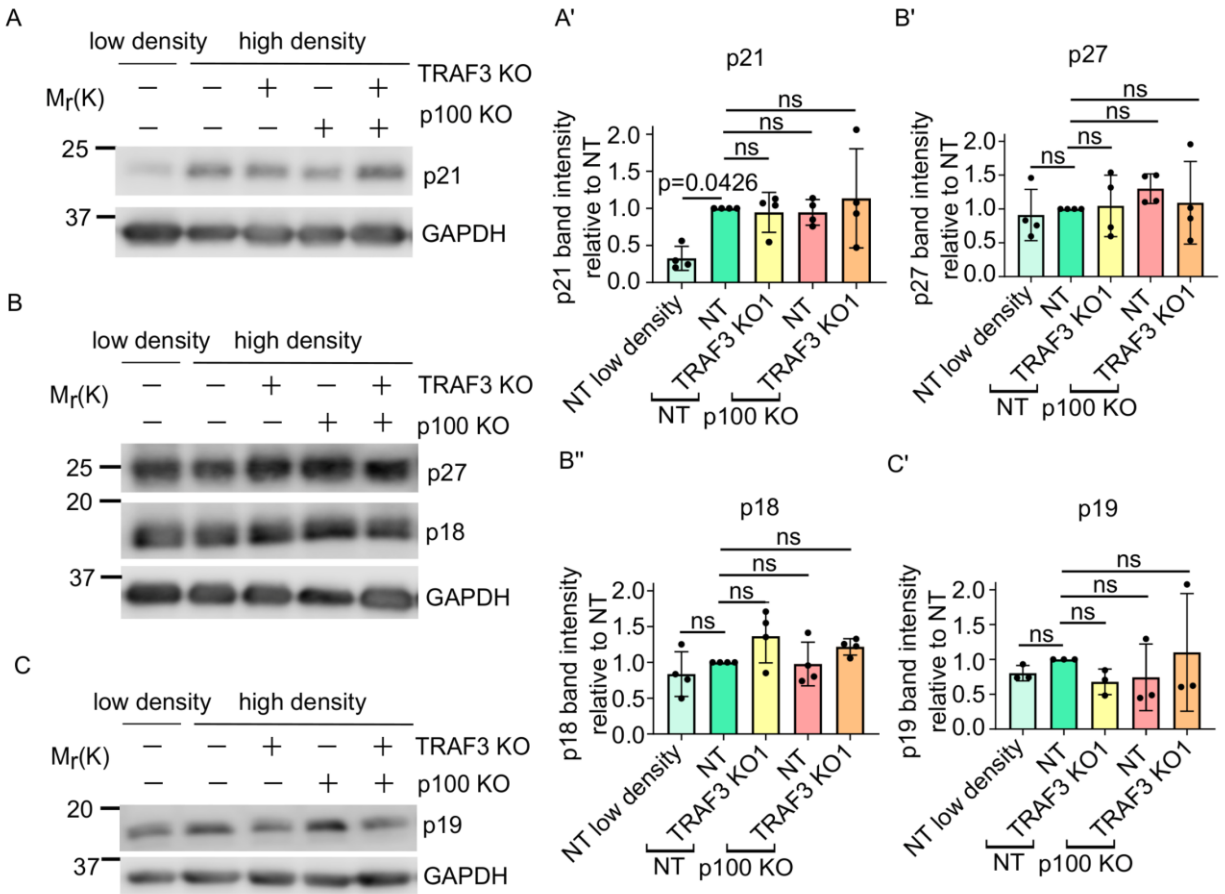 A
low density high density
− − + − + TRAF3 KO
Mr(K)
− − − + + p100 KO
25
p21
37
GAPDH
A'
p21
p21 band intensity
relative to NT
2.0
1.5
1.0
0.5
0.0
ns
ns
ns
p=0.0426
NT low density
NT
TRAF3 KO1
NT
TRAF3 KO1
NT p100 KO
B'
p27
p27 band intensity
relative to NT
2.0
1.5
1.0
0.5
0.0
ns
ns
ns
ns
NT low density
NT
TRAF3 KO1
NT
TRAF3 KO1
NT p100 KO
B
low density high density
− − + − + TRAF3 KO
Mr(K)
− − − + + p100 KO
25
p27
20
p18
37
GAPDH
B"
p18
p18 band intensity
relative to NT
2.0
1.5
1.0
0.5
0.0
ns
ns
ns
ns
NT low density
NT
TRAF3 KO1
NT
TRAF3 KO1
NT p100 KO
C'
p19
p19 band intensity
relative to NT
2.0
1.5
1.0
0.5
0.0
ns
ns
ns
ns
NT low density
NT
TRAF3 KO1
NT
TRAF3 KO1
NT p100 KO
C
low density high density
− − + − + TRAF3 KO
Mr(K)
− − − + + p100 KO
20
p19
37
GAPDH